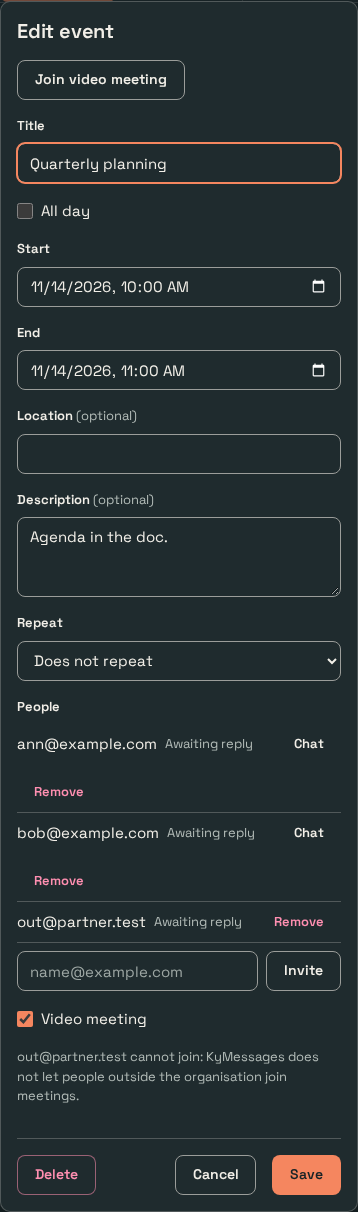 Edit event
Join video meeting
Title
Quarterly planning
All day
Start
11/14/2026, 10:00 AM
End
11/14/2026, 11:00 AM
Location (optional)
Description (optional)
Agenda in the doc.
Repeat
Does not repeat
People
ann@example.com Awaiting reply Chat
Remove
bob@example.com Awaiting reply Chat
Remove
out@partner.test Awaiting reply Remove
name@example.com Invite
Video meeting
out@partner.test cannot join: KyMessages does
not let people outside the organisation join
meetings.
Delete Cancel Save